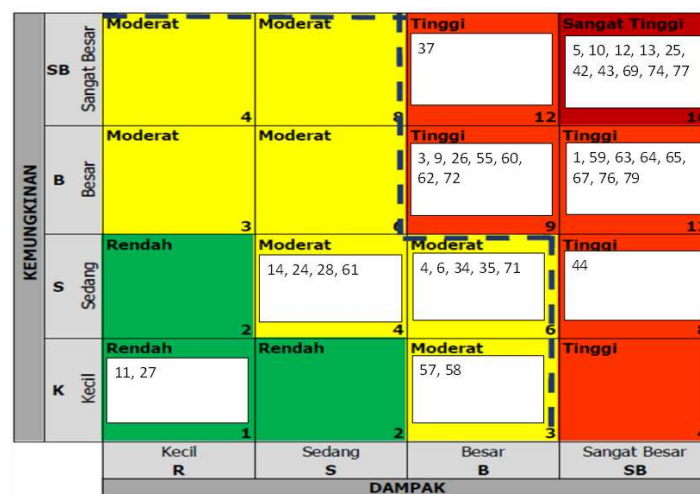 KEMUNGKINAN
SB
Sangat Besar
Moderat
4
Moderat
8
Tinggi
37
12
Sangat Tinggi
5, 10, 12, 13, 25,
42, 43, 69, 74, 77
B
Besar
Moderat
3
Moderat
6
Tinggi
3, 9, 26, 55, 60,
62, 72
9
Tinggi
1, 59, 63, 64, 65,
67, 76, 79
S
Sedang
Rendah
2
Moderat
14, 24, 28, 61
4
Moderat
4, 6, 34, 35, 71
6
Tinggi
44
K
Kecil
Rendah
11, 27
1
Rendah
2
Moderat
57, 58
3
Tinggi
Kecil
R
Sedang
S
Besar
B
Sangat Besar
SB
DAMPAK